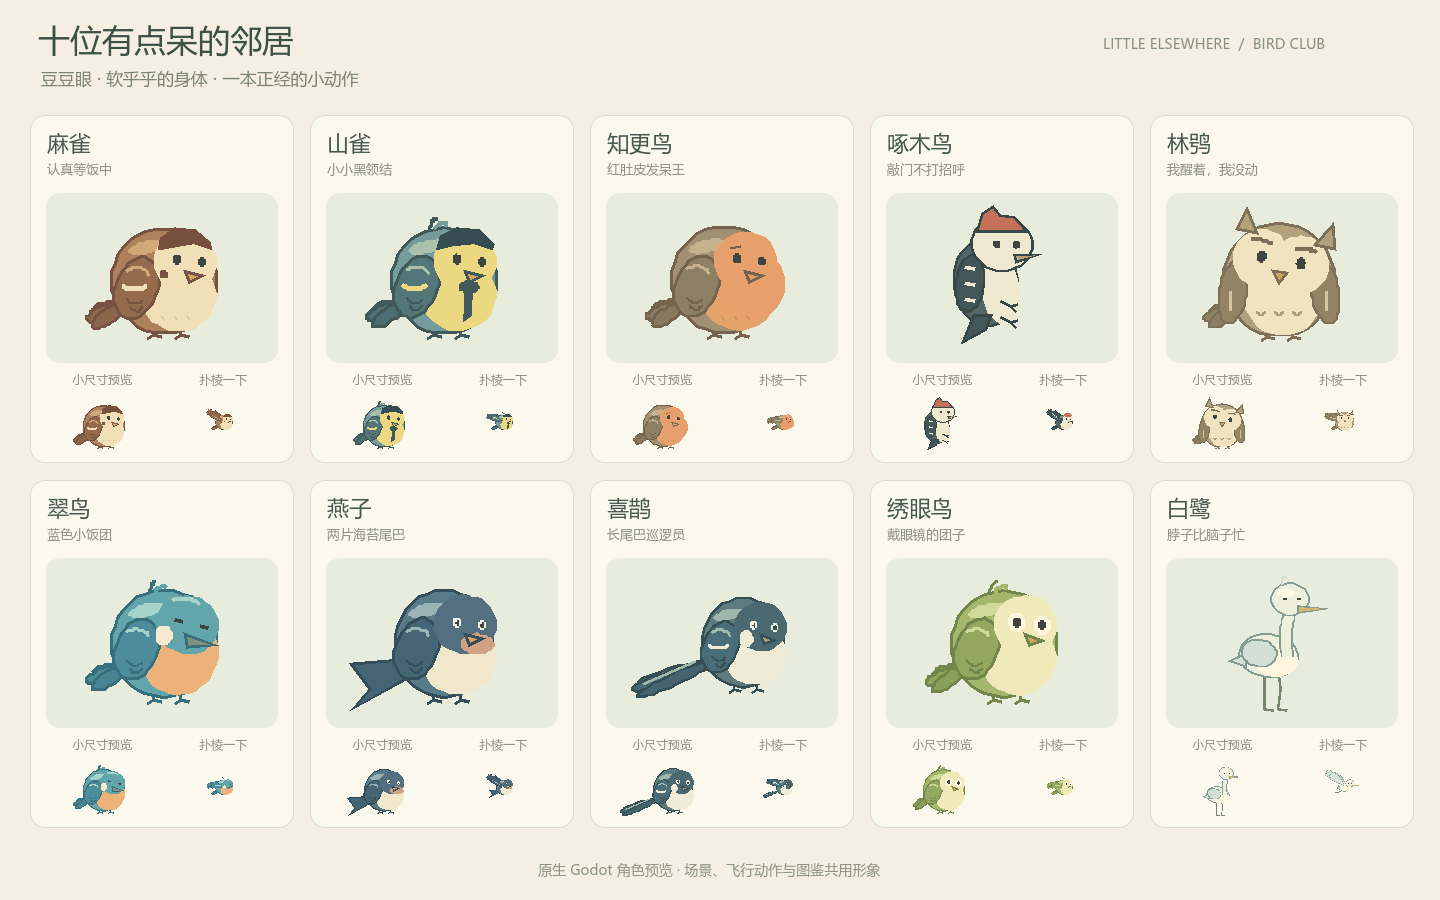 十位有点呆的邻居
LITTLE ELSEWHERE / BIRD CLUB
豆豆眼 · 软乎乎的身体 · 一本正经的小动作
麻雀
认真等饭中
小尺寸预览
扑棱一下
山雀
小小黑领结
小尺寸预览
扑棱一下
知更鸟
红肚皮发呆王
小尺寸预览
扑棱一下
啄木鸟
敲门不打招呼
小尺寸预览
扑棱一下
林鸮
我醒着，我没动
小尺寸预览
扑棱一下
翠鸟
蓝色小饭团
小尺寸预览
扑棱一下
燕子
两片海苔尾巴
小尺寸预览
扑棱一下
喜鹊
长尾巴巡逻员
小尺寸预览
扑棱一下
绣眼鸟
戴眼镜的团子
小尺寸预览
扑棱一下
白鹭
脖子比脑子忙
小尺寸预览
扑棱一下
原生 Godot 角色预览 · 场景、飞行动作与图鉴共用形象